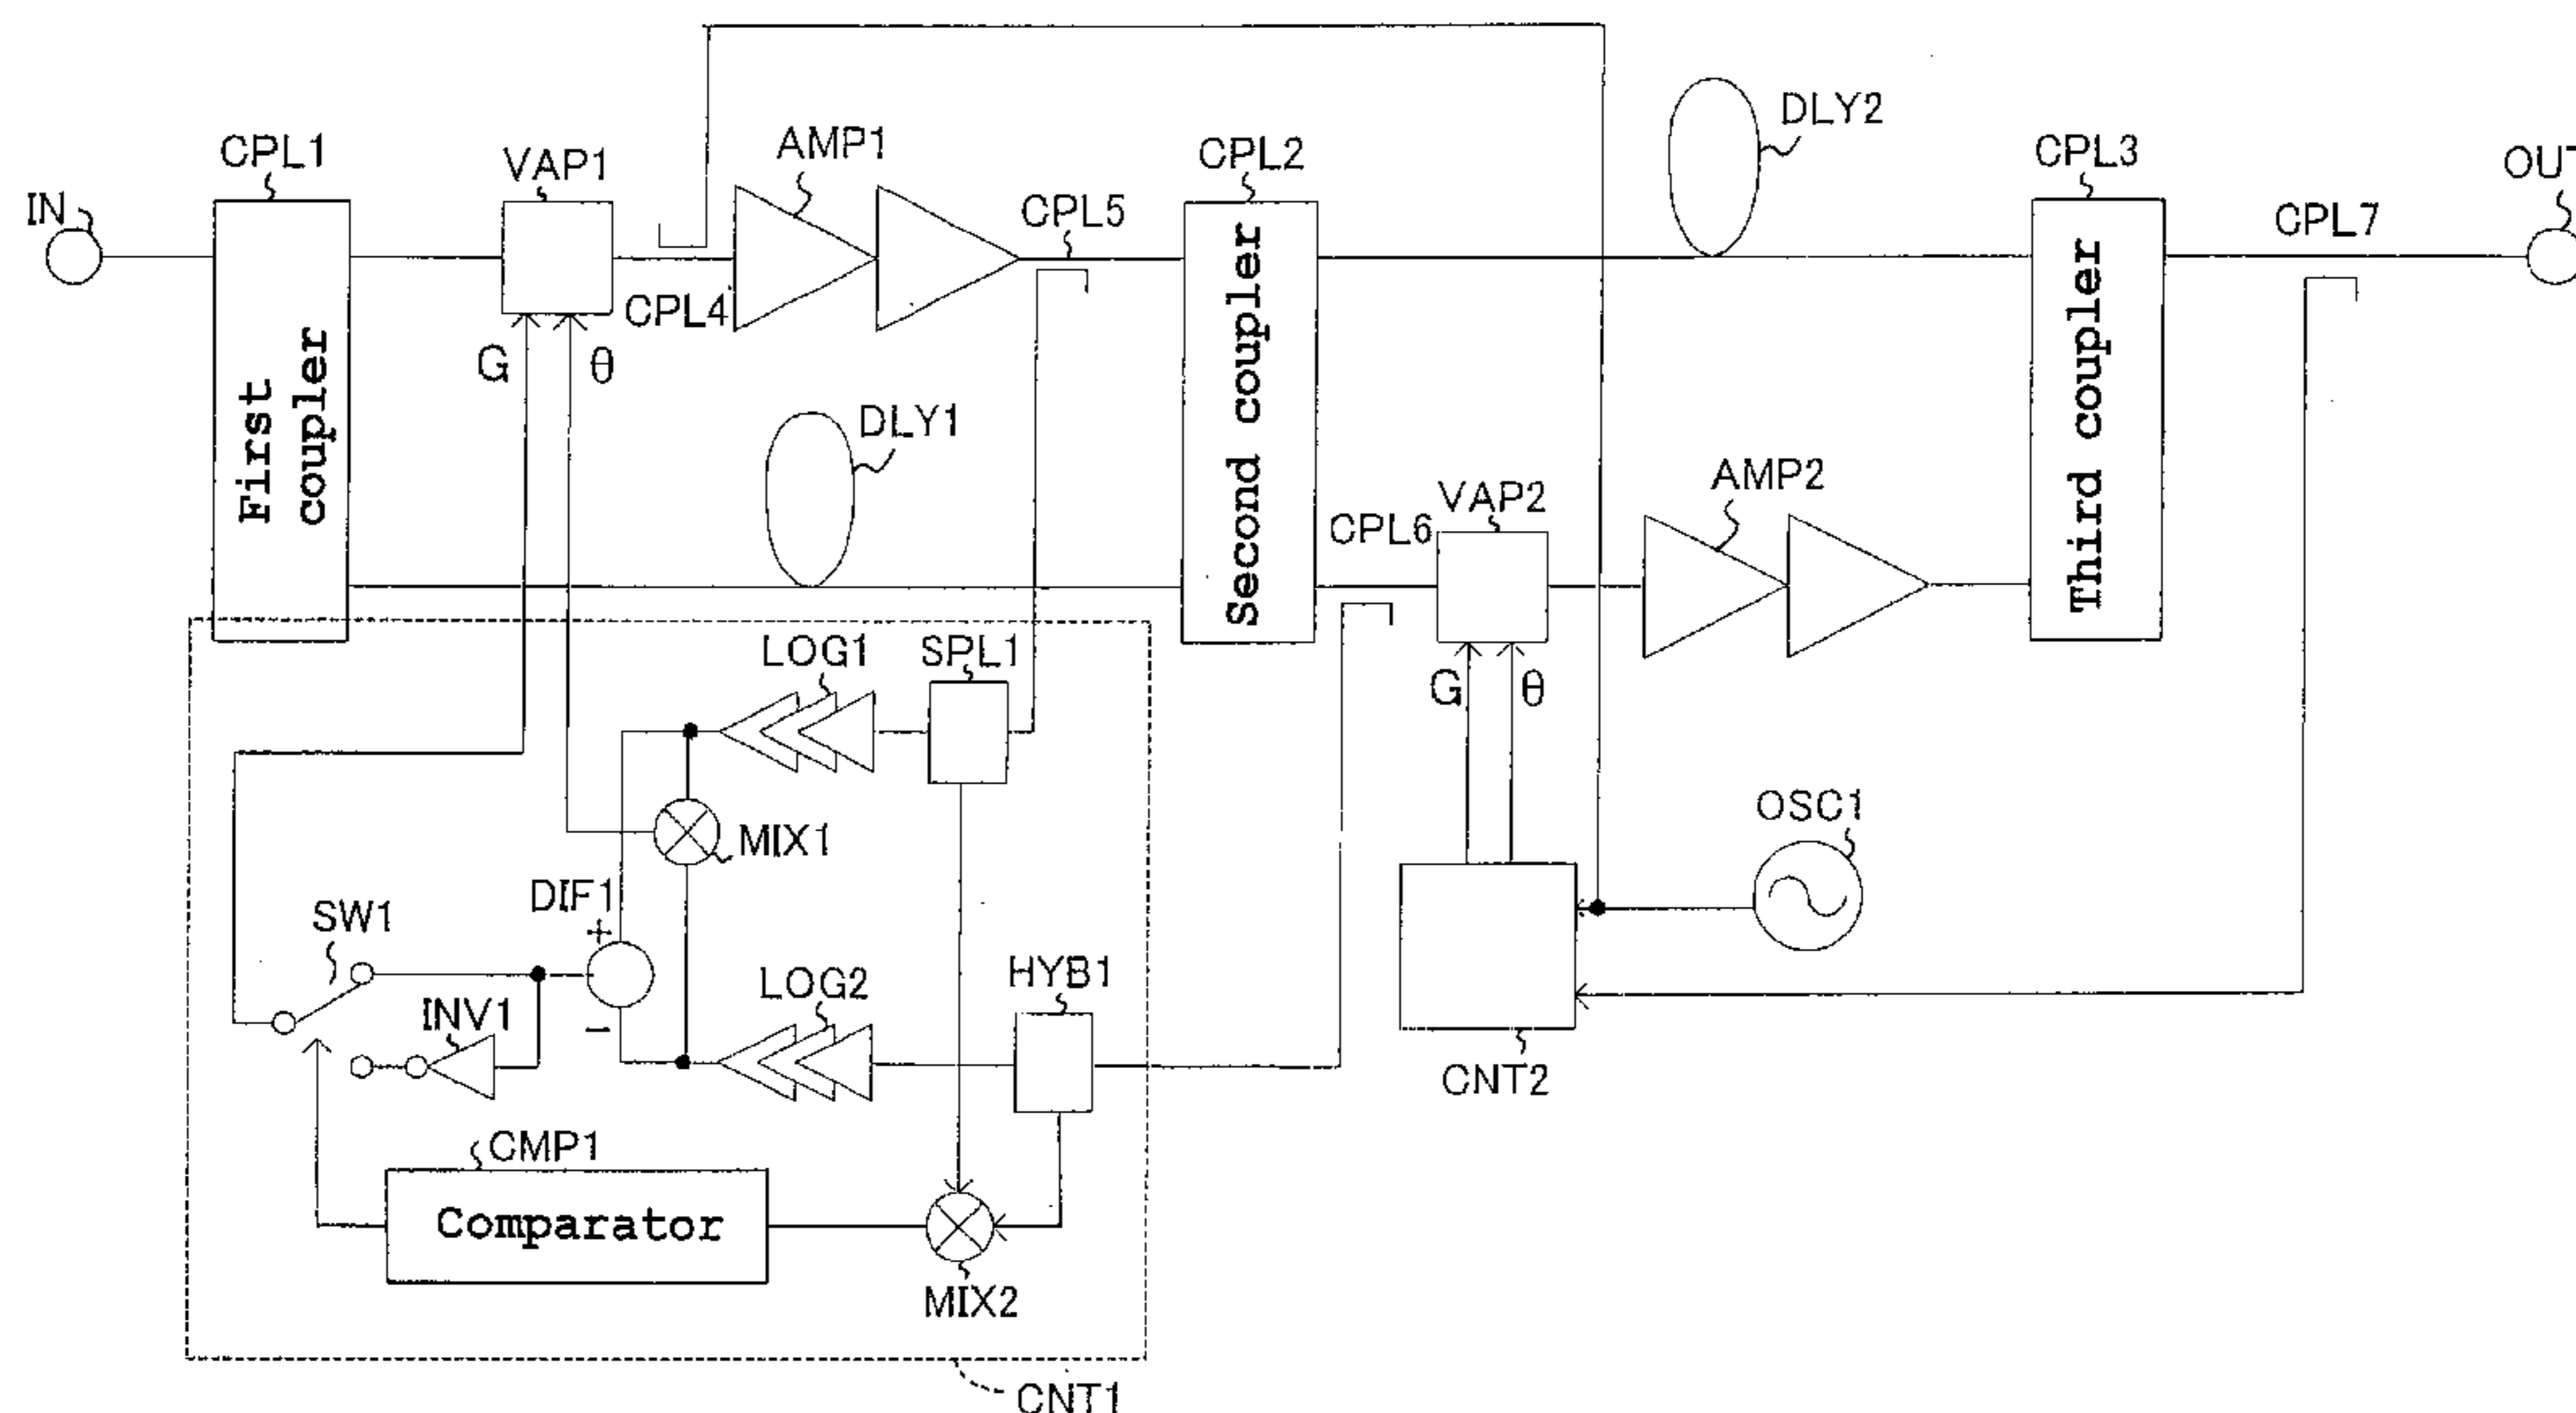 IN
CPL1
First coupler
VAP1
G
θ
CPL4
AMP1
CPL5
DLY1
CPL2
Second coupler
DLY2
CPL3
Third coupler
CPL7
OUT
CPL6
VAP2
G
θ
AMP2
OSC1
CNT2
LOG1
SPL1
MIX1
DIF1
+
−
SW1
INV1
LOG2
HYB1
CMP1
Comparator
MIX2
CNT1